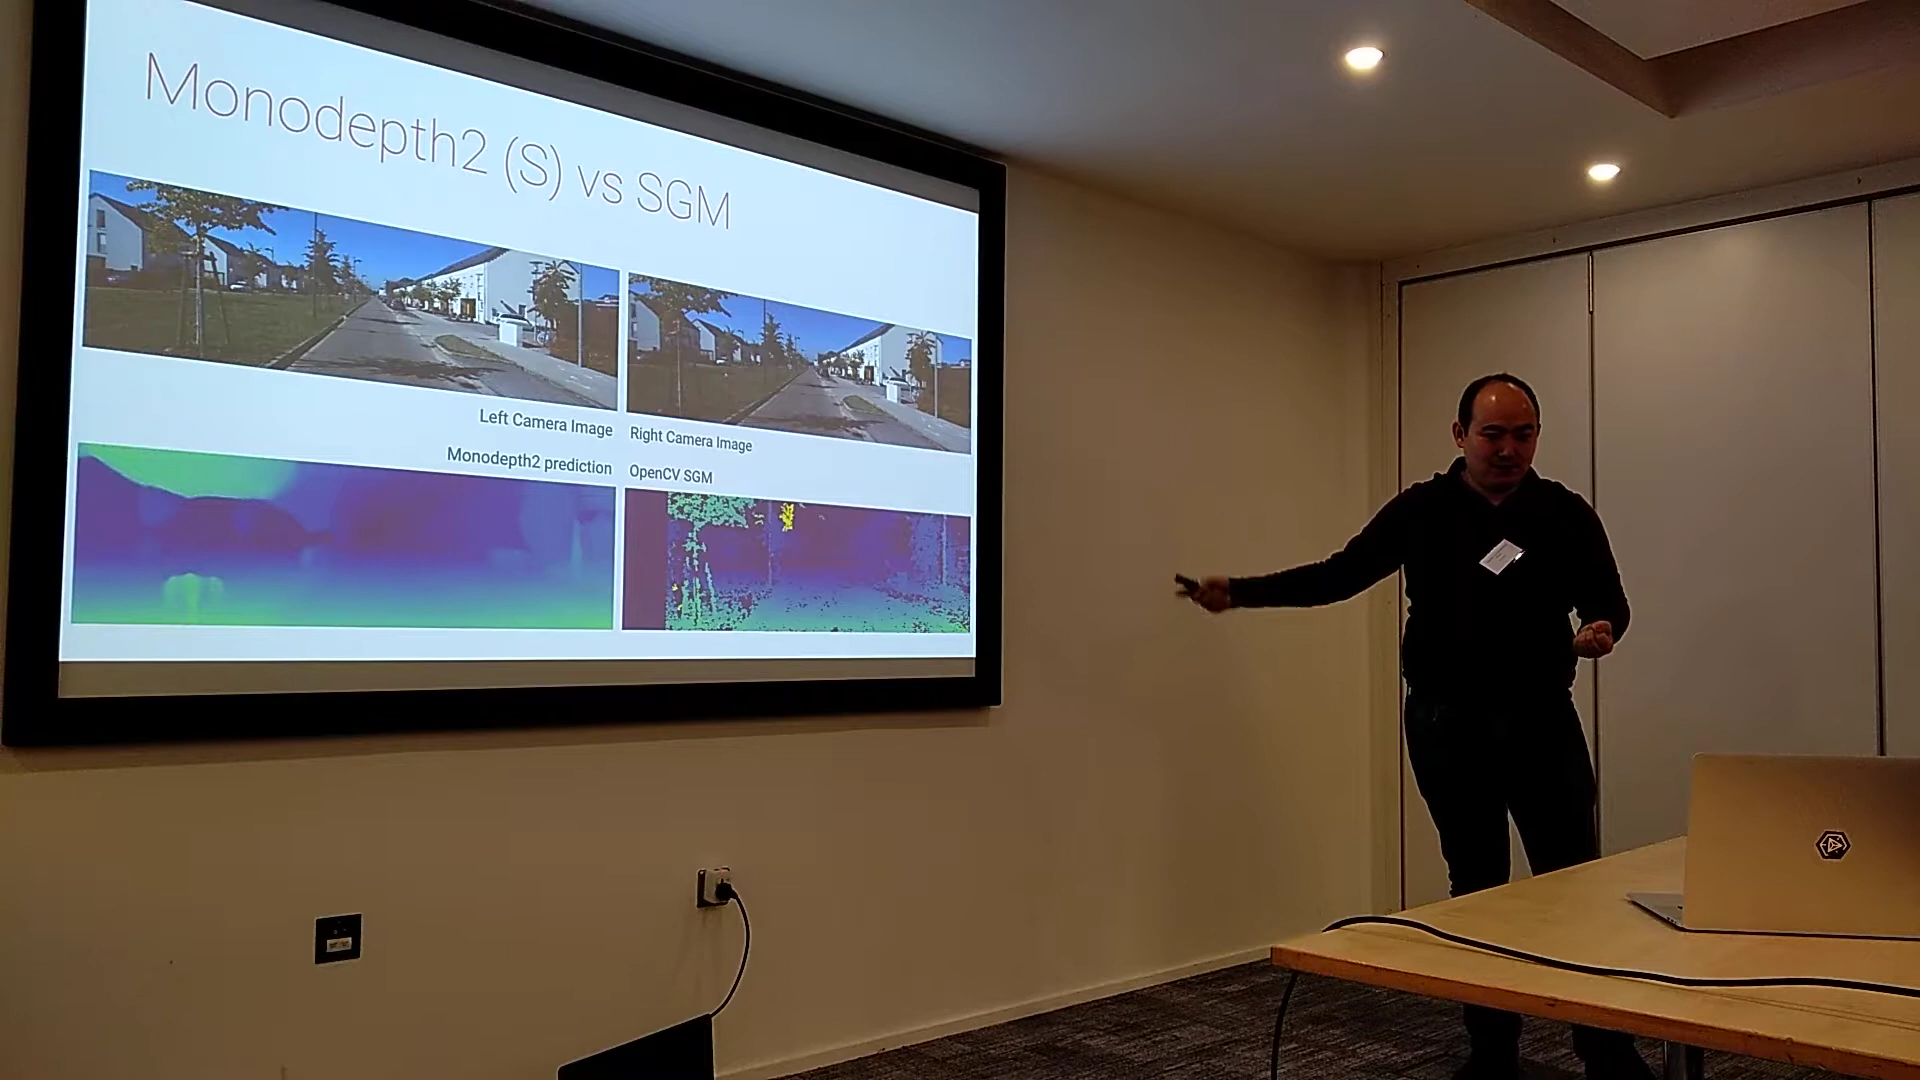 Monodepth2 (S) vs SGM
Left Camera Image
Right Camera Image
Monodepth2 prediction
OpenCV SGM